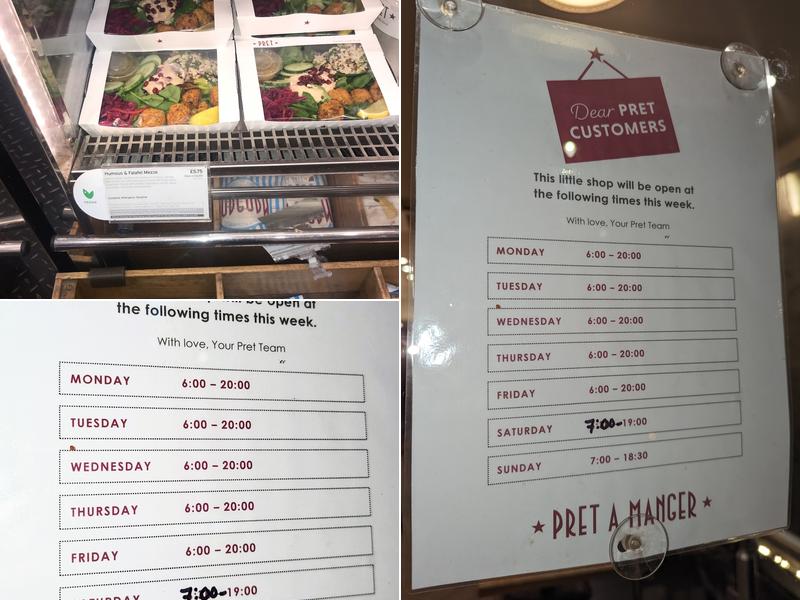 PRET
Humous & Falafel Mezze
£5.75
VEGAN
the following times this week.
With love, Your Pret Team
MONDAY 6:00 – 20:00
TUESDAY 6:00 – 20:00
WEDNESDAY 6:00 – 20:00
THURSDAY 6:00 – 20:00
FRIDAY 6:00 – 20:00
SATURDAY 7:00-19:00
Dear PRET
CUSTOMERS
This little shop will be open at
the following times this week.
With love, Your Pret Team
MONDAY 6:00 – 20:00
TUESDAY 6:00 – 20:00
WEDNESDAY 6:00 – 20:00
THURSDAY 6:00 – 20:00
FRIDAY 6:00 – 20:00
SATURDAY 7:00-19:00
SUNDAY 7:00 – 18:30
PRET A MANGER